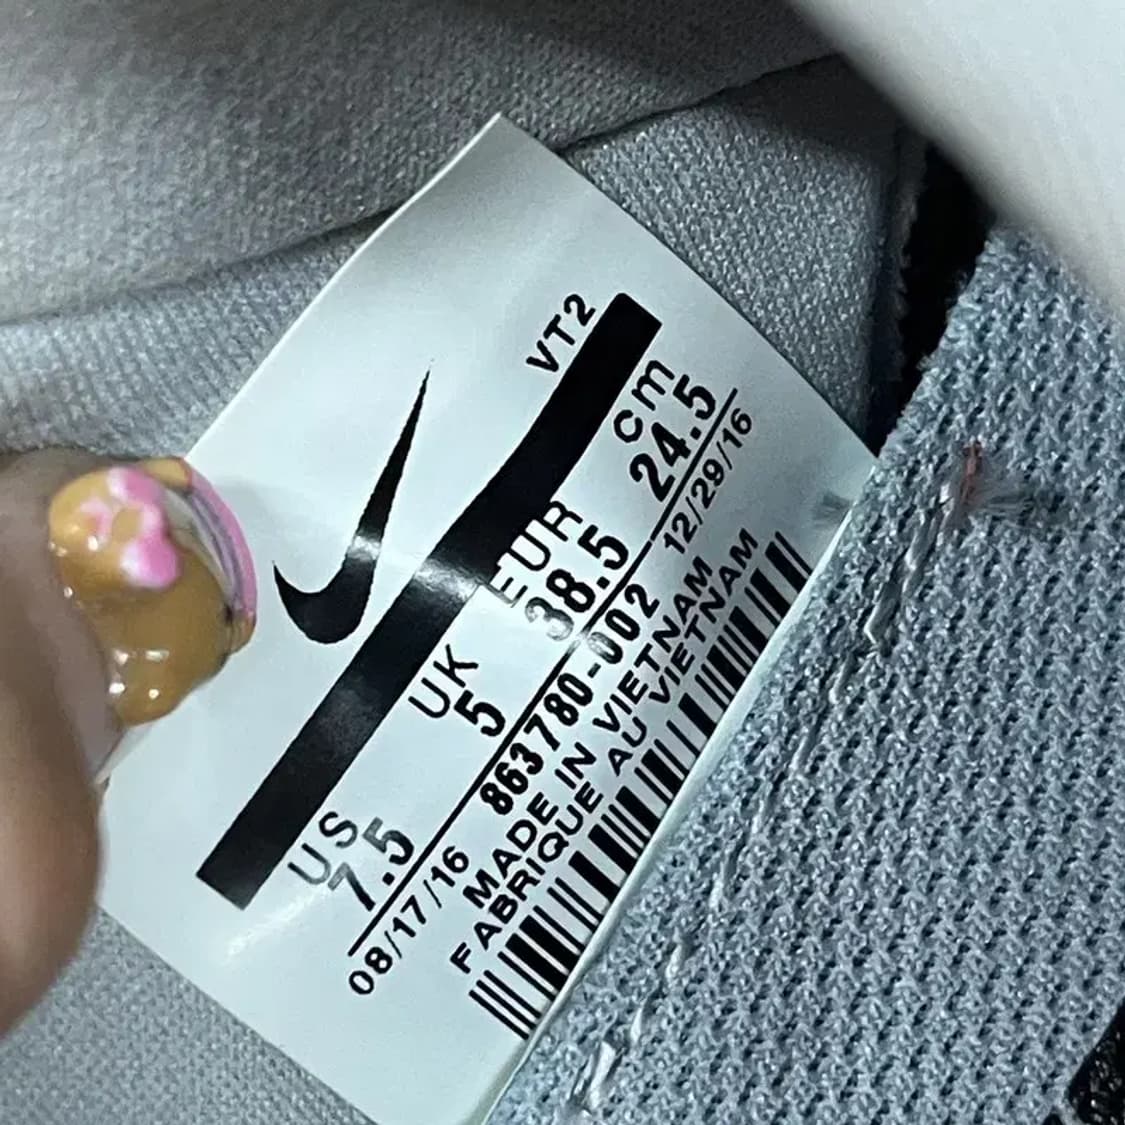 VT2
US UK EUR cm
7.5 5 38.5 24.5
08/17/16 863780-002 12/29/16
MADE IN VIETNAM
FABRIQUE AU VIETNAM